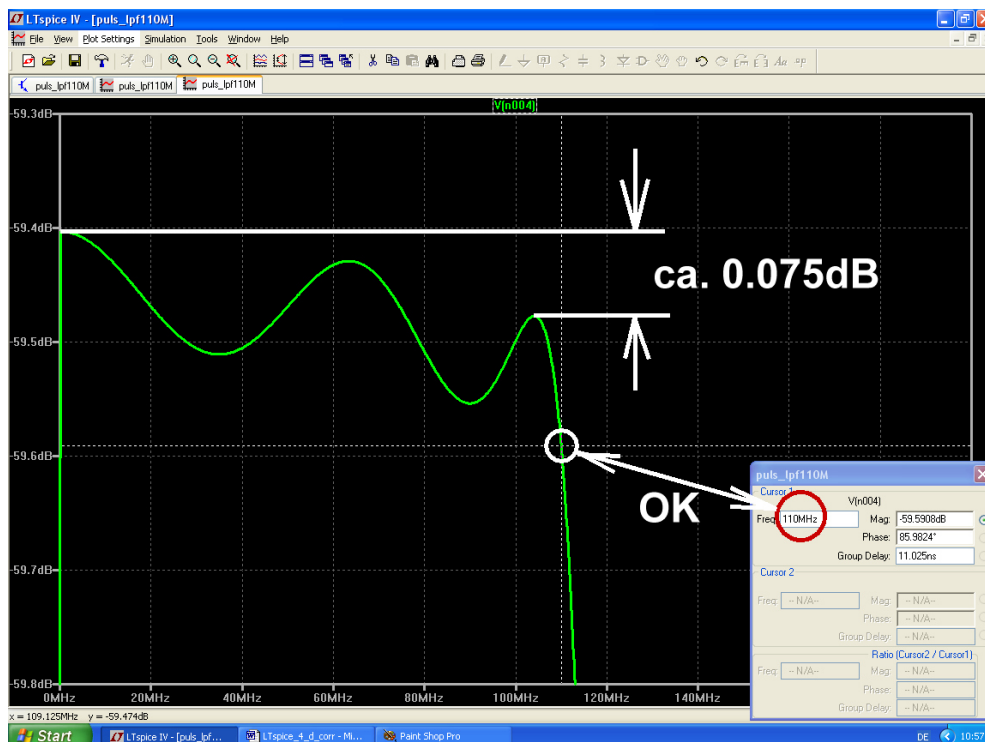 LTspice IV - [puls_lpf110M]
File View Plot Settings Simulation Tools Window Help
puls_lpf110M puls_lpf110M puls_lpf110M
V(n004)
-59.3dB
-59.4dB
ca. 0.075dB
-59.5dB
-59.6dB
OK
-59.7dB
-59.8dB
0MHz 20MHz 40MHz 60MHz 80MHz 100MHz 120MHz 140MHz
puls_lpf110M
Cursor 1
V(n004)
Freq: 110MHz Mag: -59.5908dB
Phase: 85.9824°
Group Delay: 11.025ns
Cursor 2
Freq: -- N/A-- Mag: -- N/A--
Phase: -- N/A--
Group Delay: -- N/A--
Ratio (Cursor2 / Cursor1)
Freq: -- N/A-- Mag: -- N/A--
Phase: -- N/A--
Group Delay: -- N/A--
x = 109.125MHz y = -59.474dB
Start LTspice IV - [puls_lpf... LTspice_4_d_corr - Mi... Paint Shop Pro DE 10:57